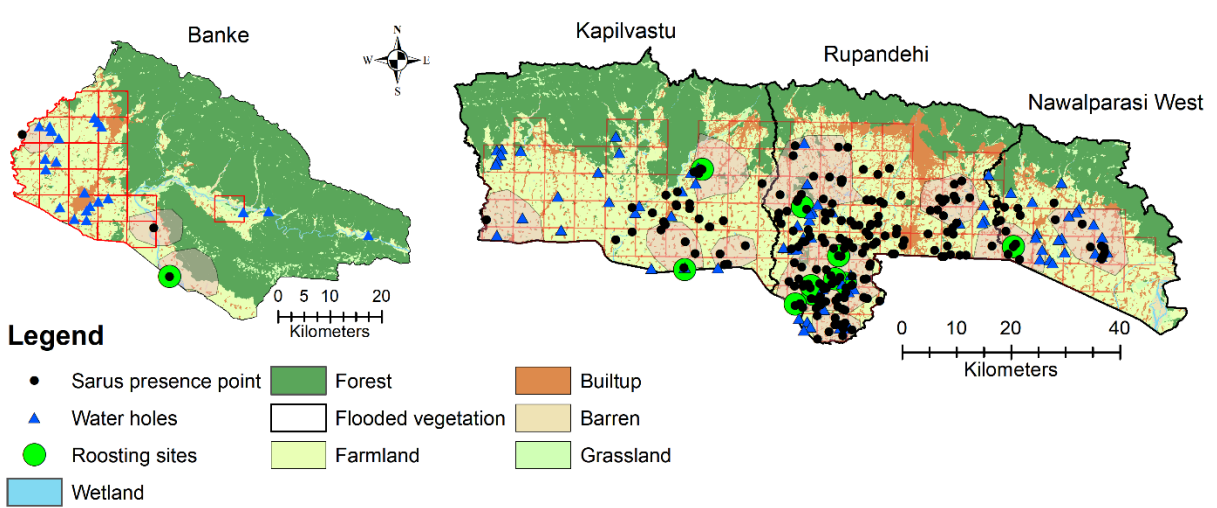 Banke
N
W E
S
Kapilvastu
Rupandehi
Nawalparasi West
0 5 10 20
Kilometers
0 10 20 40
Kilometers
Legend
Sarus presence point
Forest
Builtup
Water holes
Flooded vegetation
Barren
Roosting sites
Farmland
Grassland
Wetland